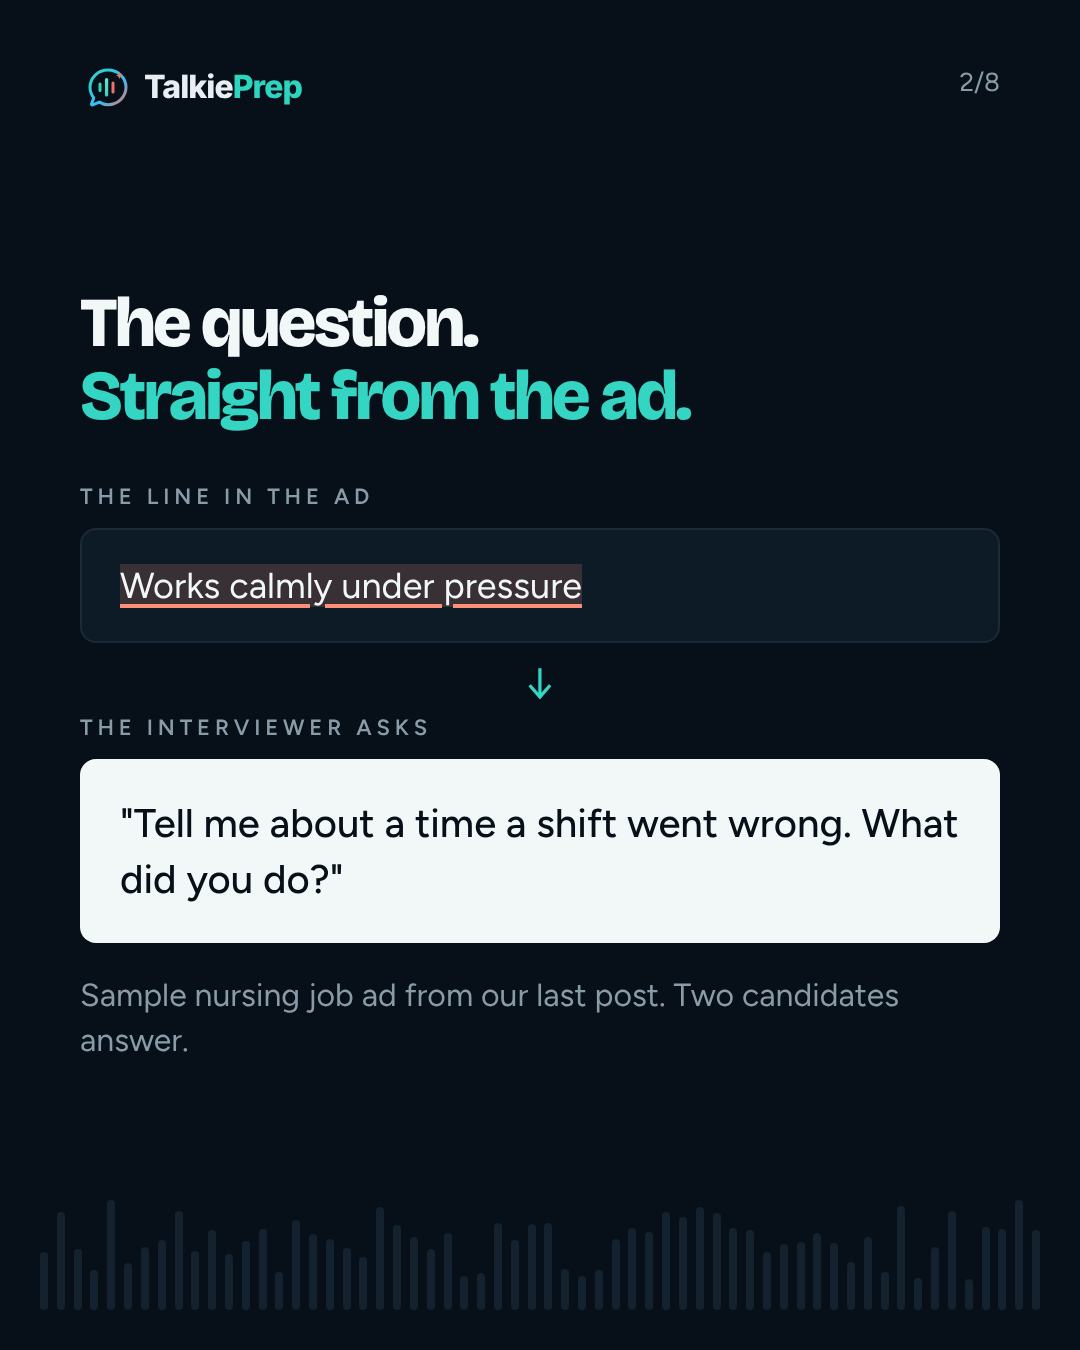 TalkiePrep
2/8
The question.
Straight from the ad.
THE LINE IN THE AD
Works calmly under pressure
THE INTERVIEWER ASKS
"Tell me about a time a shift went wrong. What
did you do?"
Sample nursing job ad from our last post. Two candidates
answer.